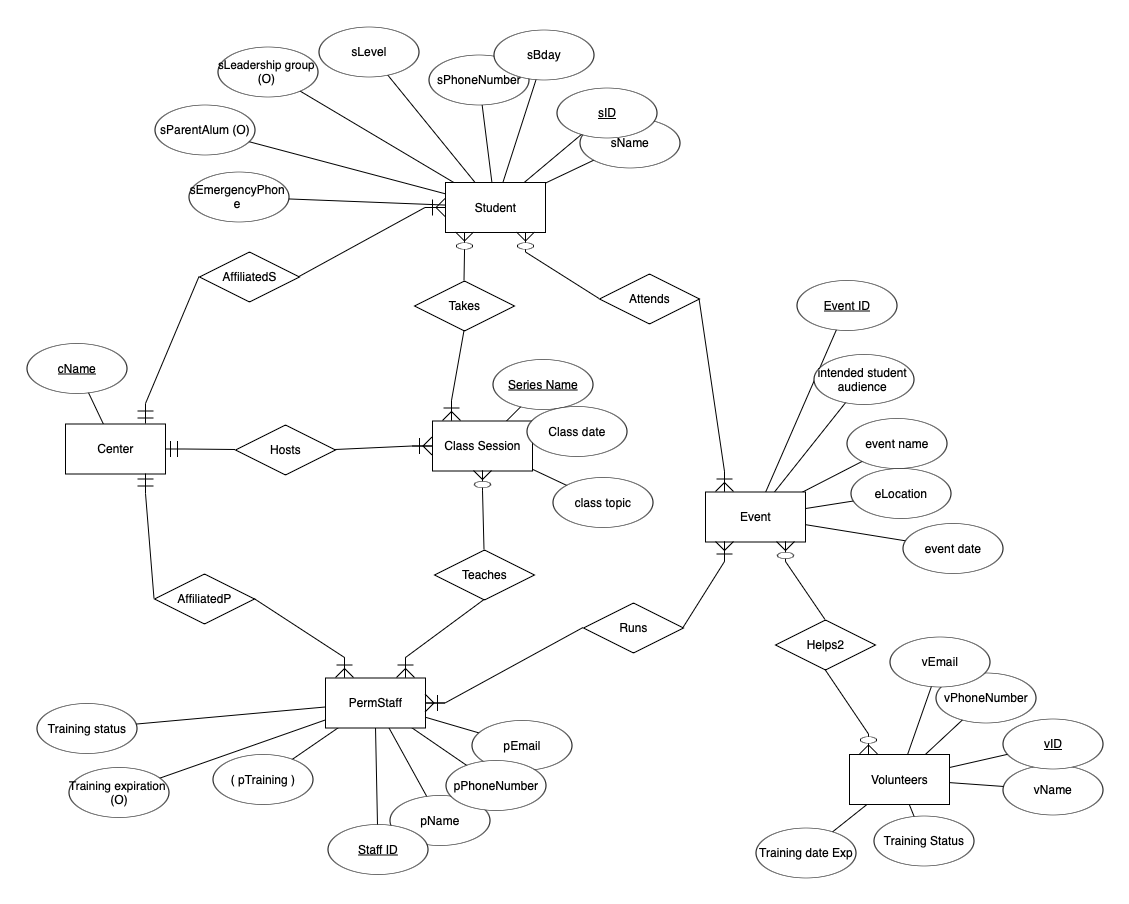 sLevel
sBday
sLeadership group
(O)
sPhoneNumber
sID
sParentAlum (O)
sName
sEmergencyPhon
e
Student
AffiliatedS
Attends
Takes
Event ID
cName
intended student
audience
Series Name
Class date
event name
Center
Hosts
Class Session
eLocation
class topic
Event
event date
Teaches
AffiliatedP
Runs
Helps2
vEmail
vPhoneNumber
PermStaff
Training status
pEmail
vID
( pTraining )
Volunteers
Training expiration
(O)
pPhoneNumber
vName
pName
Training Status
Staff ID
Training date Exp